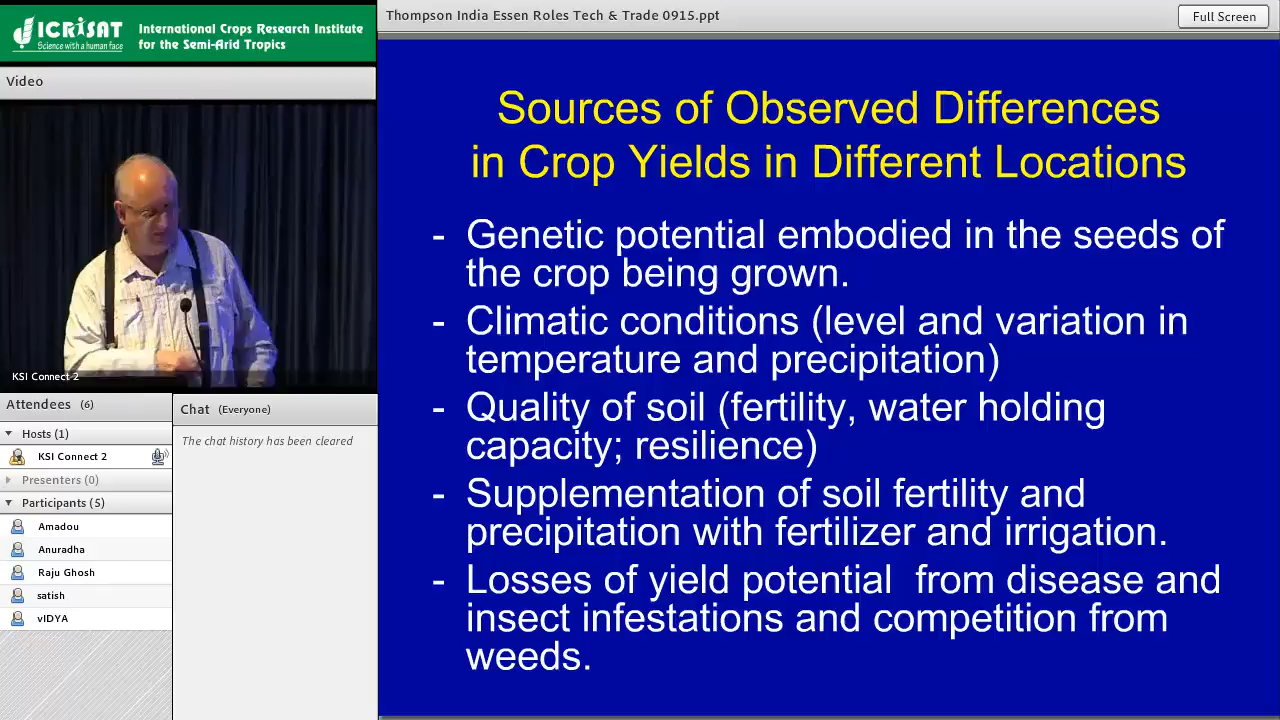 ICRISAT
Science with a human face
International Crops Research Institute
for the Semi-Arid Tropics
Thompson India Essen Roles Tech & Trade 0915.ppt
Full Screen
Video
KSI Connect 2
Attendees (6)
Hosts (1)
KSI Connect 2
Presenters (0)
Participants (5)
Amadou
Anuradha
Raju Ghosh
satish
vIDYA
Chat (Everyone)
The chat history has been cleared
Sources of Observed Differences
in Crop Yields in Different Locations
- Genetic potential embodied in the seeds of
the crop being grown.
- Climatic conditions (level and variation in
temperature and precipitation)
- Quality of soil (fertility, water holding
capacity; resilience)
- Supplementation of soil fertility and
precipitation with fertilizer and irrigation.
- Losses of yield potential  from disease and
insect infestations and competition from
weeds.